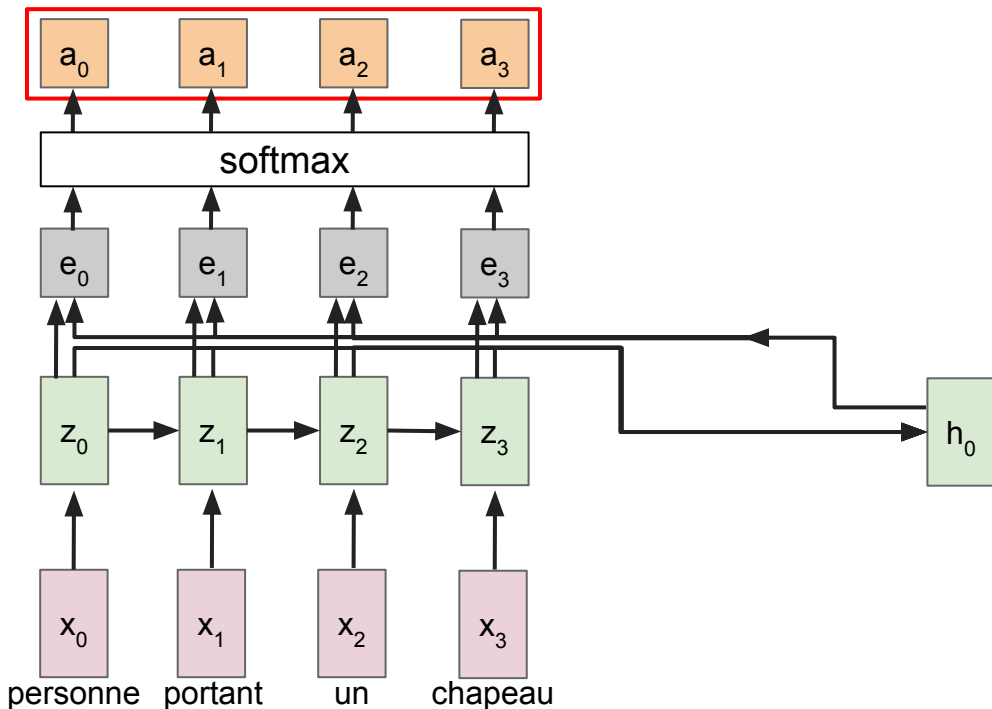 a0 a1 a2 a3
softmax
e0 e1 e2 e3
z0 z1 z2 z3 h0
x0 x1 x2 x3
personne portant un chapeau